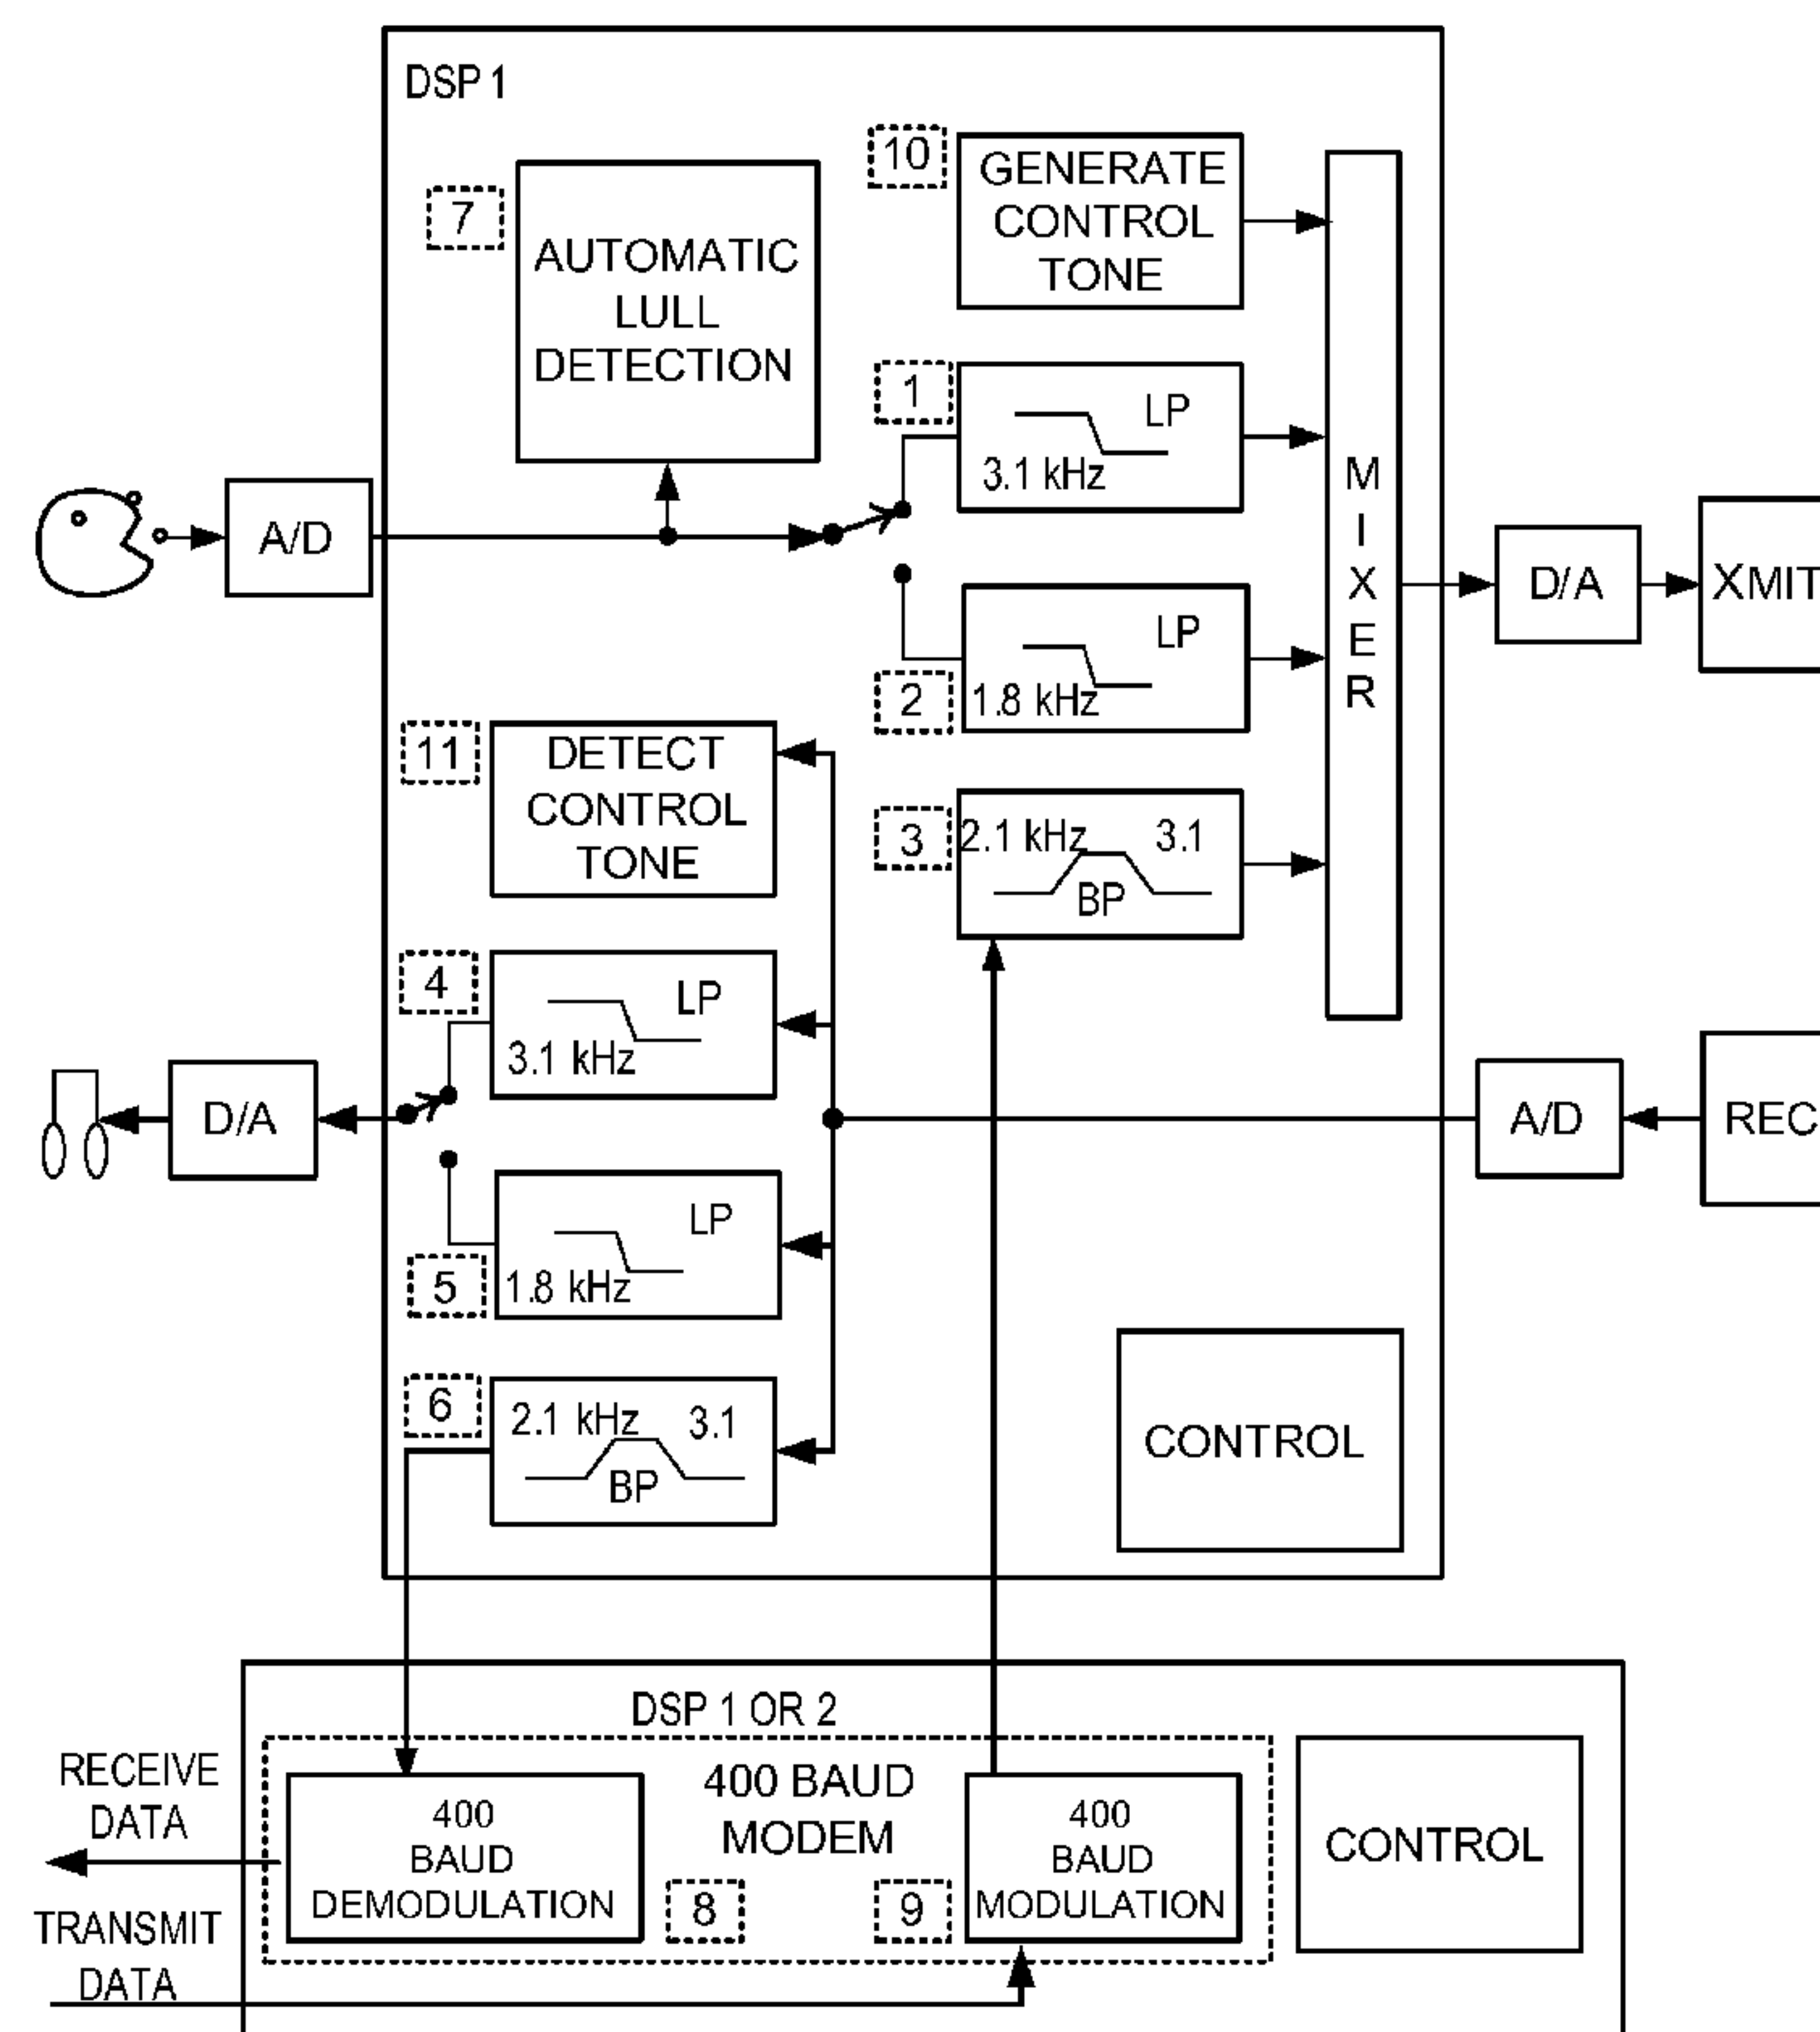 DSP 1
10
GENERATE
CONTROL
TONE
7
AUTOMATIC
LULL
DETECTION
1
LP
3.1 kHz
A/D
M
I
X
E
R
D/A
XMIT
LP
2
1.8 kHz
11
DETECT
CONTROL
TONE
3
2.1 kHz 3.1
BP
4
LP
3.1 kHz
D/A
A/D
REC
LP
5
1.8 kHz
6
2.1 kHz 3.1
BP
CONTROL
DSP 1 OR 2
RECEIVE
DATA
400
BAUD
DEMODULATION
400 BAUD
MODEM
8
9
400
BAUD
MODULATION
CONTROL
TRANSMIT
DATA